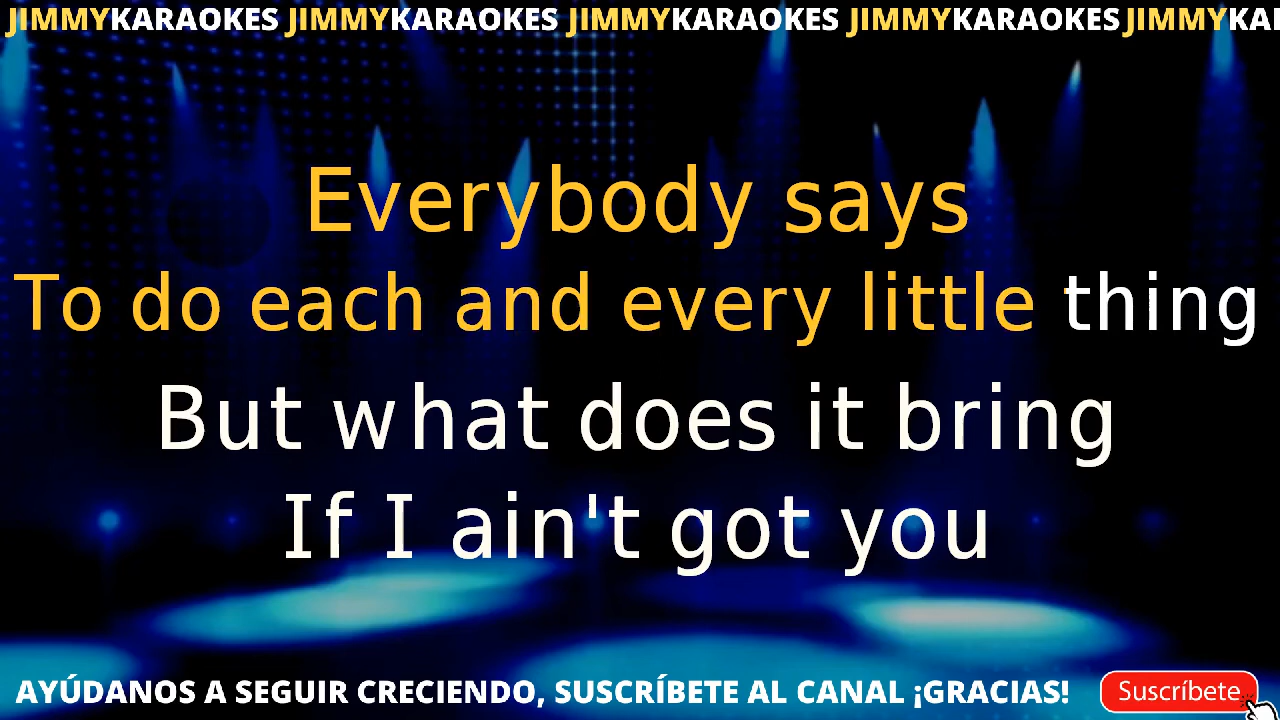 JIMMYKARAOKES JIMMYKARAOKES JIMMYKARAOKES JIMMYKARAOKES JIMMYKA
Everybody says
To do each and every little thing
But what does it bring
If I ain't got you
AYÚDANOS A SEGUIR CRECIENDO, SUSCRÍBETE AL CANAL ¡GRACIAS! Suscríbete